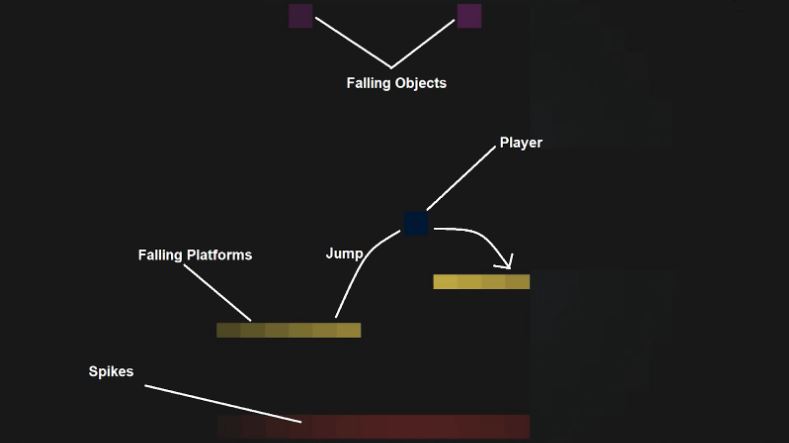 Falling Objects
Player
Falling Platforms
Jump
Spikes